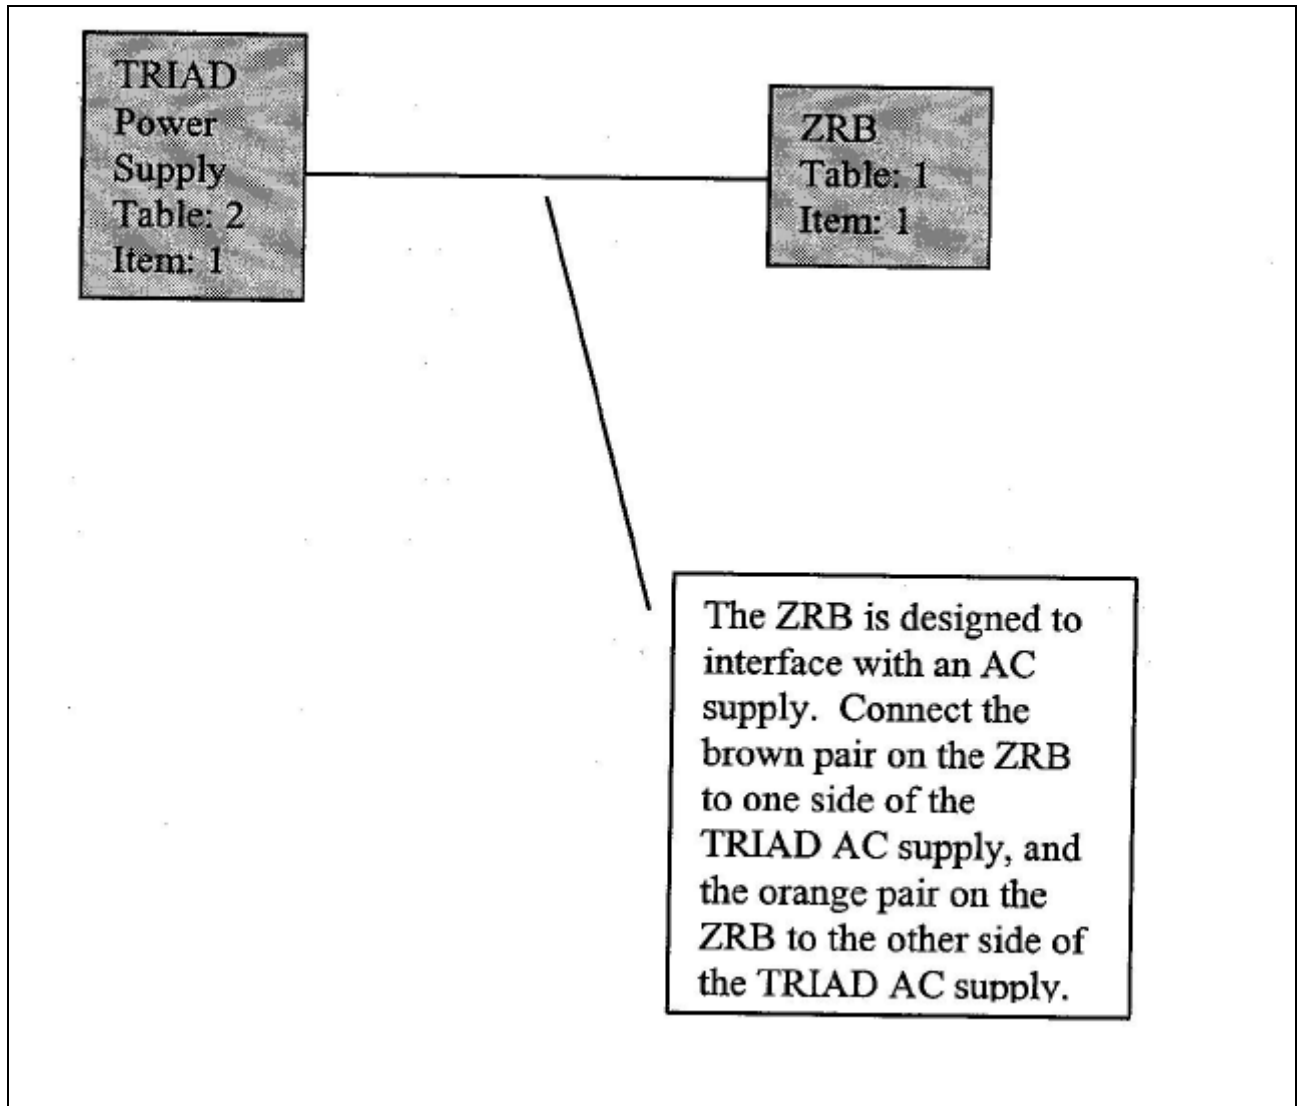 TRIAD
Power
Supply
Table: 2
Item: 1
ZRB
Table: 1
Item: 1
The ZRB is designed to
interface with an AC
supply.  Connect the
brown pair on the ZRB
to one side of the
TRIAD AC supply, and
the orange pair on the
ZRB to the other side of
the TRIAD AC supply.